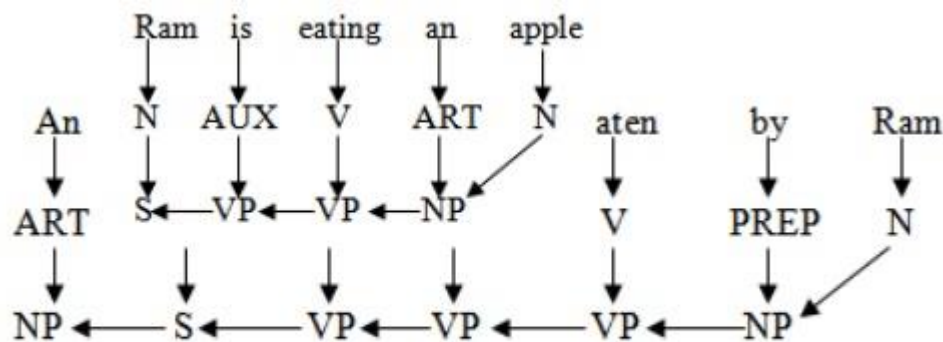 Ram is eating an apple
An N AUX V ART N aten by Ram
ART S VP VP NP V PREP N
NP S VP VP VP NP